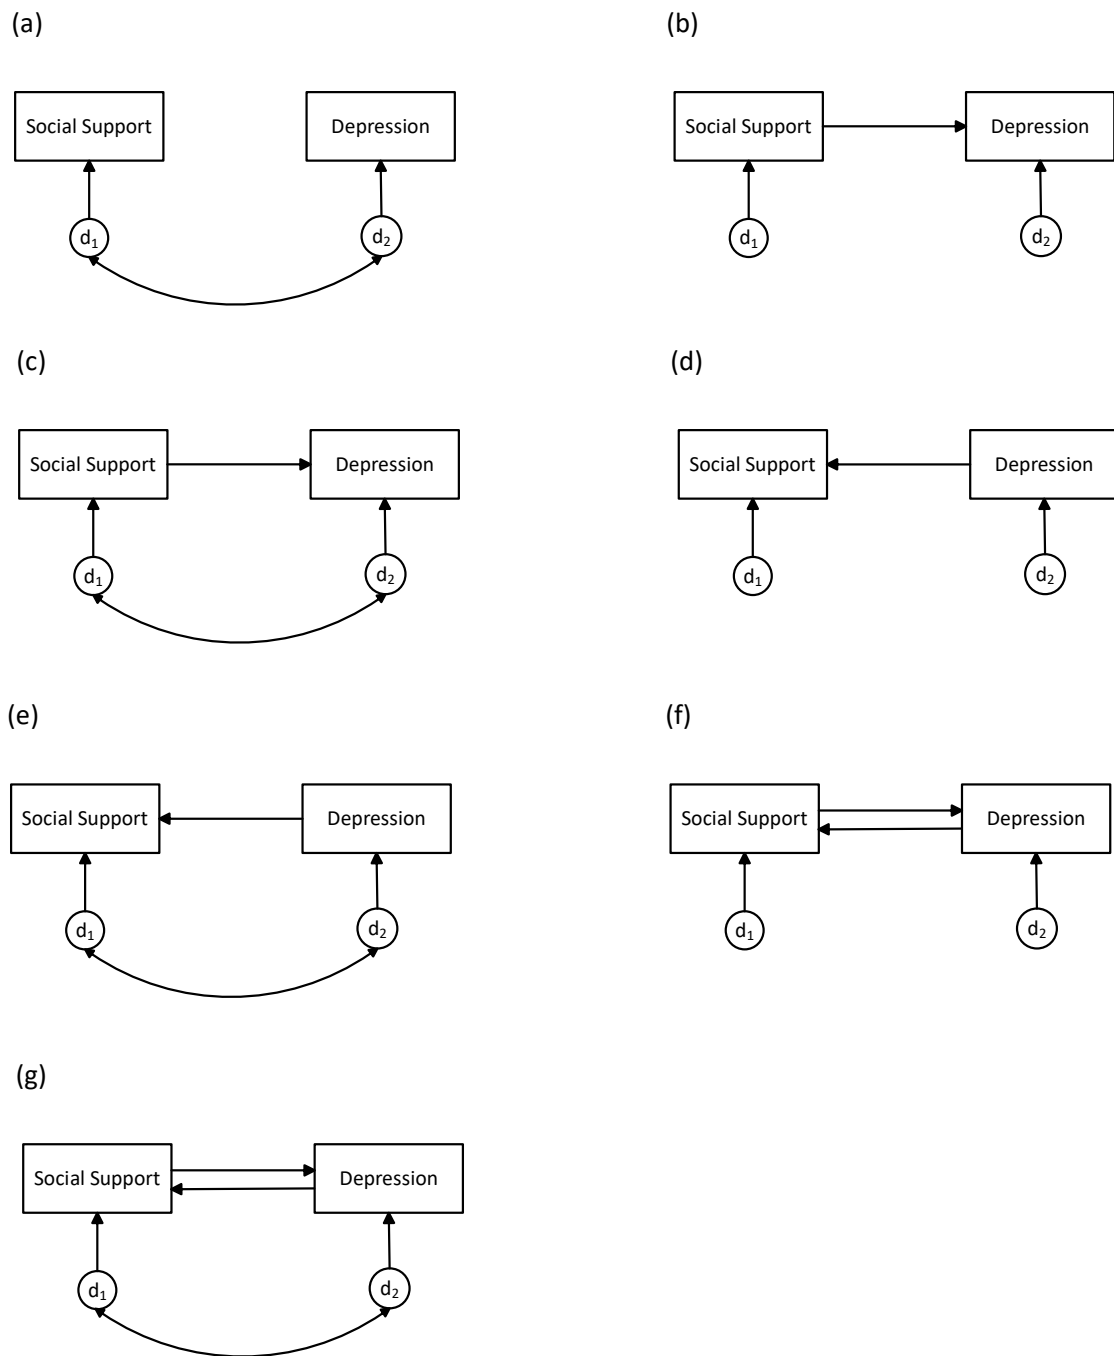 (a)
(b)
Social Support
Depression
Social Support
Depression
d₁
d₂
d₁
d₂
(c)
(d)
Social Support
Depression
Social Support
Depression
d₁
d₂
d₁
d₂
(e)
(f)
Social Support
Depression
Social Support
Depression
d₁
d₂
d₁
d₂
(g)
Social Support
Depression
d₁
d₂